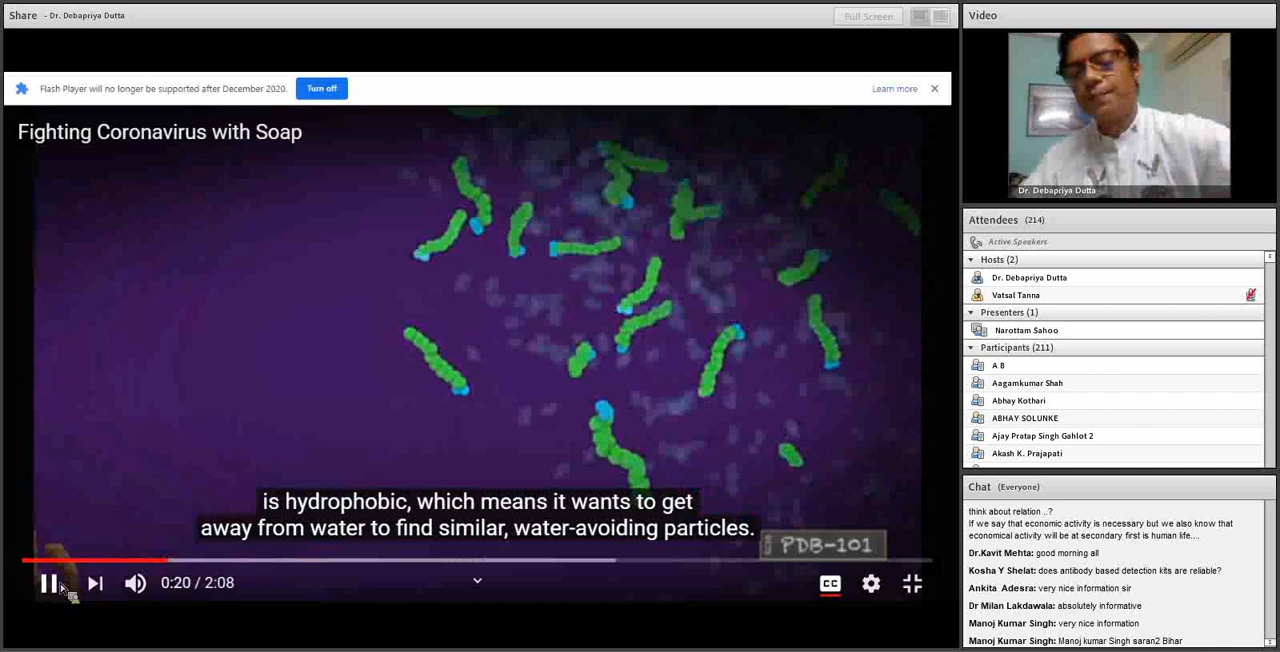 Share - Dr. Debapriya Dutta
Full Screen
Flash Player will no longer be supported after December 2020.
Turn off
Learn more
Fighting Coronavirus with Soap
is hydrophobic, which means it wants to get
away from water to find similar, water-avoiding particles.
PDB-101
0:20 / 2:08
CC
Video
Dr. Debapriya Dutta
Attendees (214)
Active Speakers
Hosts (2)
Dr. Debapriya Dutta
Vatsal Tanna
Presenters (1)
Narottam Sahoo
Participants (211)
A B
Aagamkumar Shah
Abhay Kothari
ABHAY SOLUNKE
Ajay Pratap Singh Gahlot 2
Akash K. Prajapati
Chat (Everyone)
think about relation ..?
If we say that economic activity is necessary but we also know that
economical activity will be at secondary first is human life....
Dr.Kavit Mehta: good morning all
Kosha Y Shelat: does antibody based detection kits are reliable?
Ankita Adesra: very nice information sir
Dr Milan Lakdawala: absolutely informative
Manoj Kumar Singh: very nice information
Manoj Kumar Singh: Manoj kumar Singh saran2 Bihar